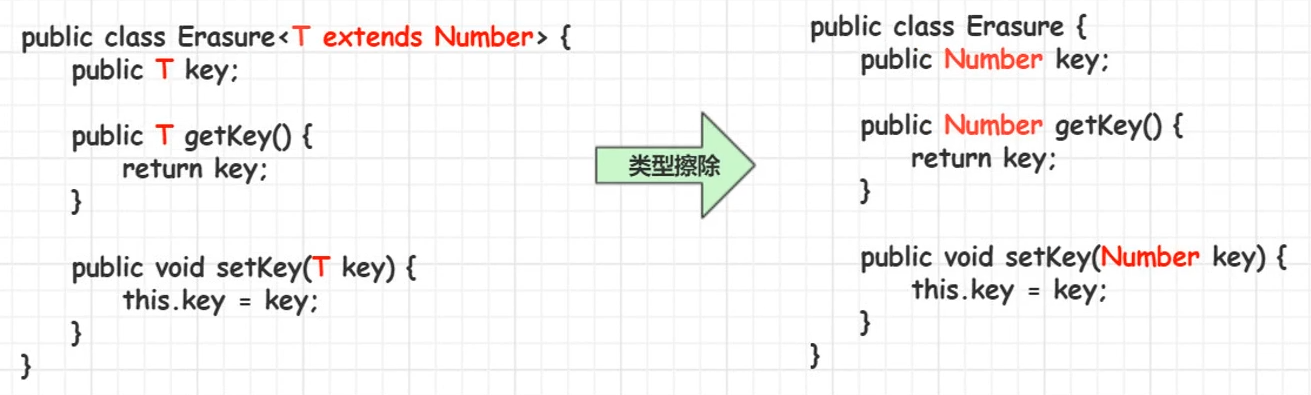 public class Erasure<T extends Number> {
public T key;
public T getKey() {
return key;
}
public void setKey(T key) {
this.key = key;
}
}
类型擦除
public class Erasure {
public Number key;
public Number getKey() {
return key;
}
public void setKey(Number key) {
this.key = key;
}
}